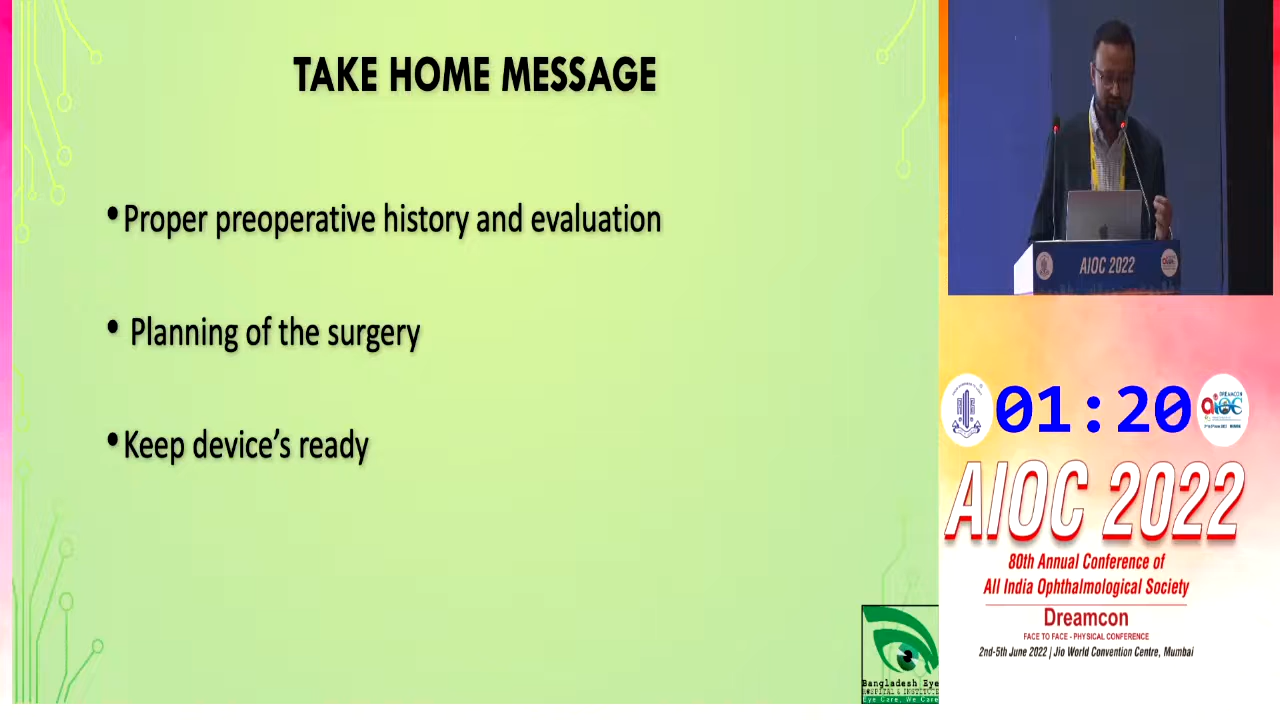 TAKE HOME MESSAGE
•Proper preoperative history and evaluation
• Planning of the surgery
•Keep device’s ready
Bangladesh Eye
HOSPITAL & INSTITUTE
Eye Care, We Care
AIOC 2022
01:20
AIOC 2022
80th Annual Conference of
All India Ophthalmological Society
Dreamcon
FACE TO FACE - PHYSICAL CONFERENCE
2nd-5th June 2022 | Jio World Convention Centre, Mumbai